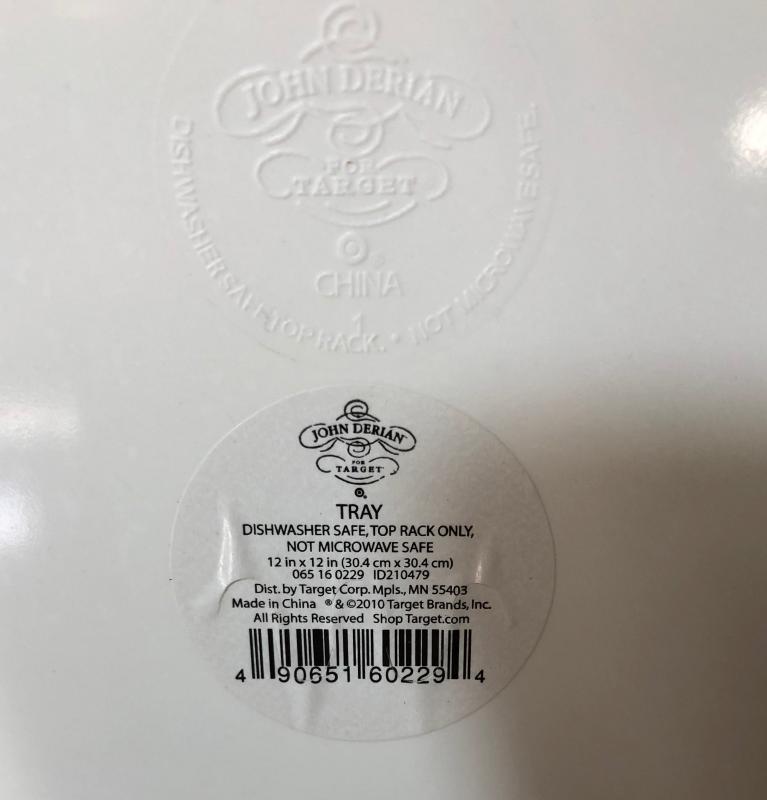 JOHN DERIAN
FOR
TARGET
®
CHINA
1
DISHWASHER SAFE, TOP RACK. • NOT MICROWAVE SAFE.
JOHN DERIAN
FOR
TARGET
®
TRAY
DISHWASHER SAFE, TOP RACK ONLY,
NOT MICROWAVE SAFE
12 in x 12 in (30.4 cm x 30.4 cm)
065 16 0229 ID210479
Dist. by Target Corp. Mpls., MN 55403
Made in China ® & ©2010 Target Brands, Inc.
All Rights Reserved Shop Target.com
4 90651 60229 4